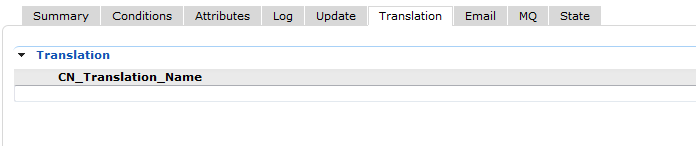 Summary Conditions Attributes Log Update Translation Email MQ State
Translation
CN_Translation_Name